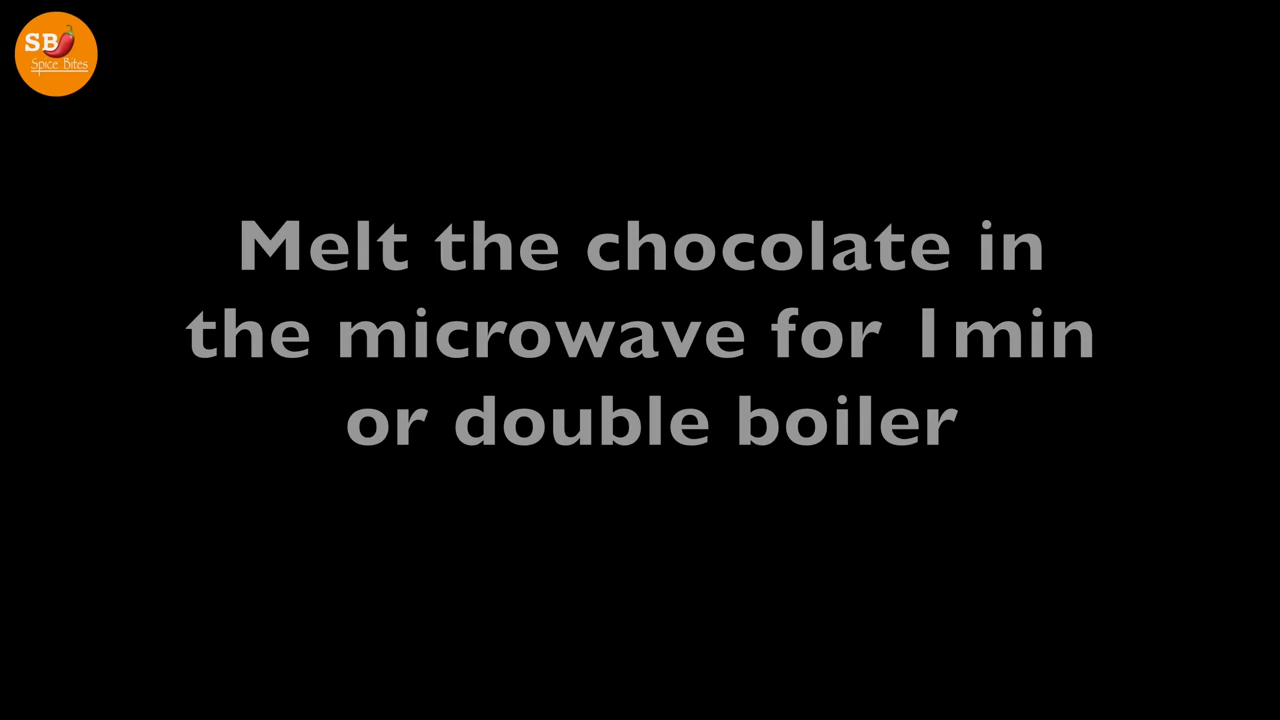 SB
Spice Bites
Melt the chocolate in
the microwave for 1min
or double boiler